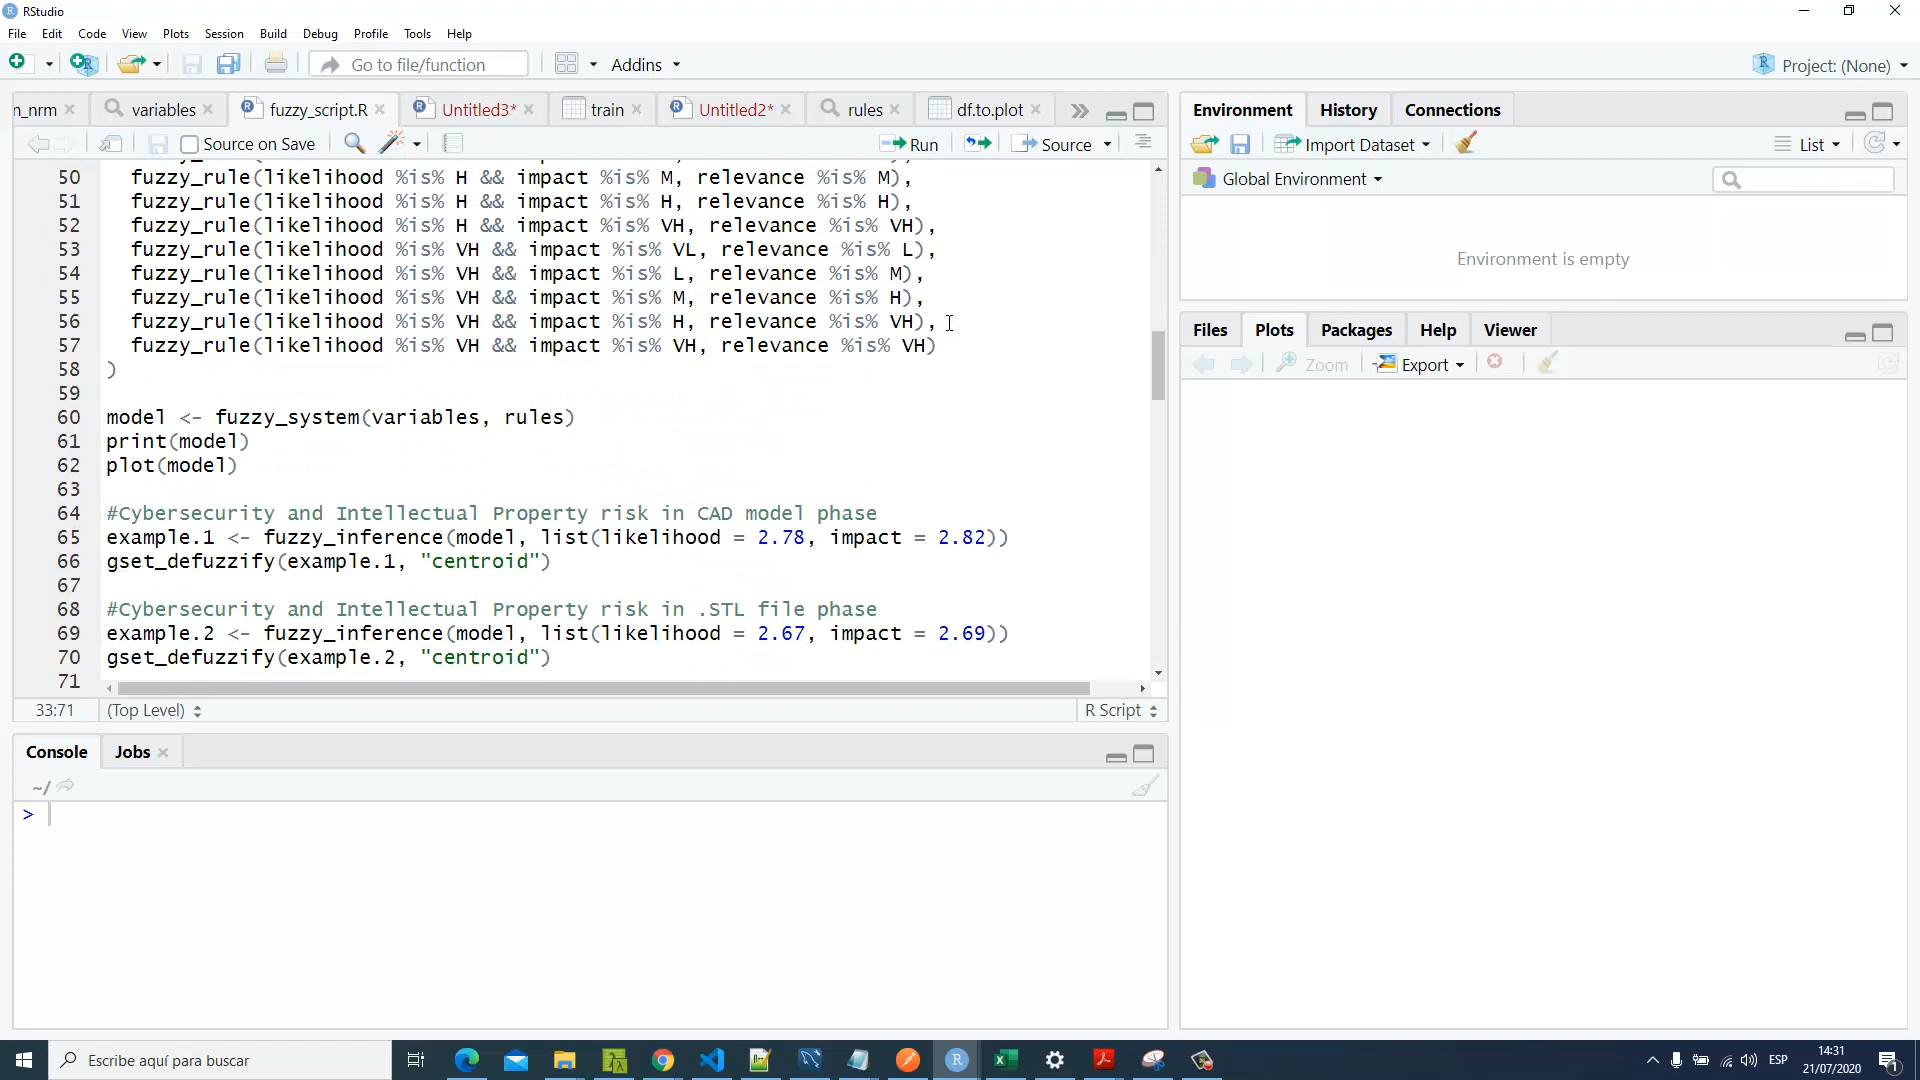 RStudio
File Edit Code View Plots Session Build Debug Profile Tools Help
Go to file/function Addins Project: (None)
n_nrm variables fuzzy_script.R Untitled3* train Untitled2* rules df.to.plot
Source on Save Run Source
50 fuzzy_rule(likelihood %is% H && impact %is% M, relevance %is% M),
51 fuzzy_rule(likelihood %is% H && impact %is% H, relevance %is% H),
52 fuzzy_rule(likelihood %is% H && impact %is% VH, relevance %is% VH),
53 fuzzy_rule(likelihood %is% VH && impact %is% VL, relevance %is% L),
54 fuzzy_rule(likelihood %is% VH && impact %is% L, relevance %is% M),
55 fuzzy_rule(likelihood %is% VH && impact %is% M, relevance %is% H),
56 fuzzy_rule(likelihood %is% VH && impact %is% H, relevance %is% VH),
57 fuzzy_rule(likelihood %is% VH && impact %is% VH, relevance %is% VH)
58 )
59
60 model <- fuzzy_system(variables, rules)
61 print(model)
62 plot(model)
63
64 #Cybersecurity and Intellectual Property risk in CAD model phase
65 example.1 <- fuzzy_inference(model, list(likelihood = 2.78, impact = 2.82))
66 gset_defuzzify(example.1, "centroid")
67
68 #Cybersecurity and Intellectual Property risk in .STL file phase
69 example.2 <- fuzzy_inference(model, list(likelihood = 2.67, impact = 2.69))
70 gset_defuzzify(example.2, "centroid")
71
33:71 (Top Level) R Script
Console Jobs
~/
>
Environment History Connections
Import Dataset List
Global Environment
Environment is empty
Files Plots Packages Help Viewer
Zoom Export
Escribe aquí para buscar
ESP
14:31
21/07/2020
1